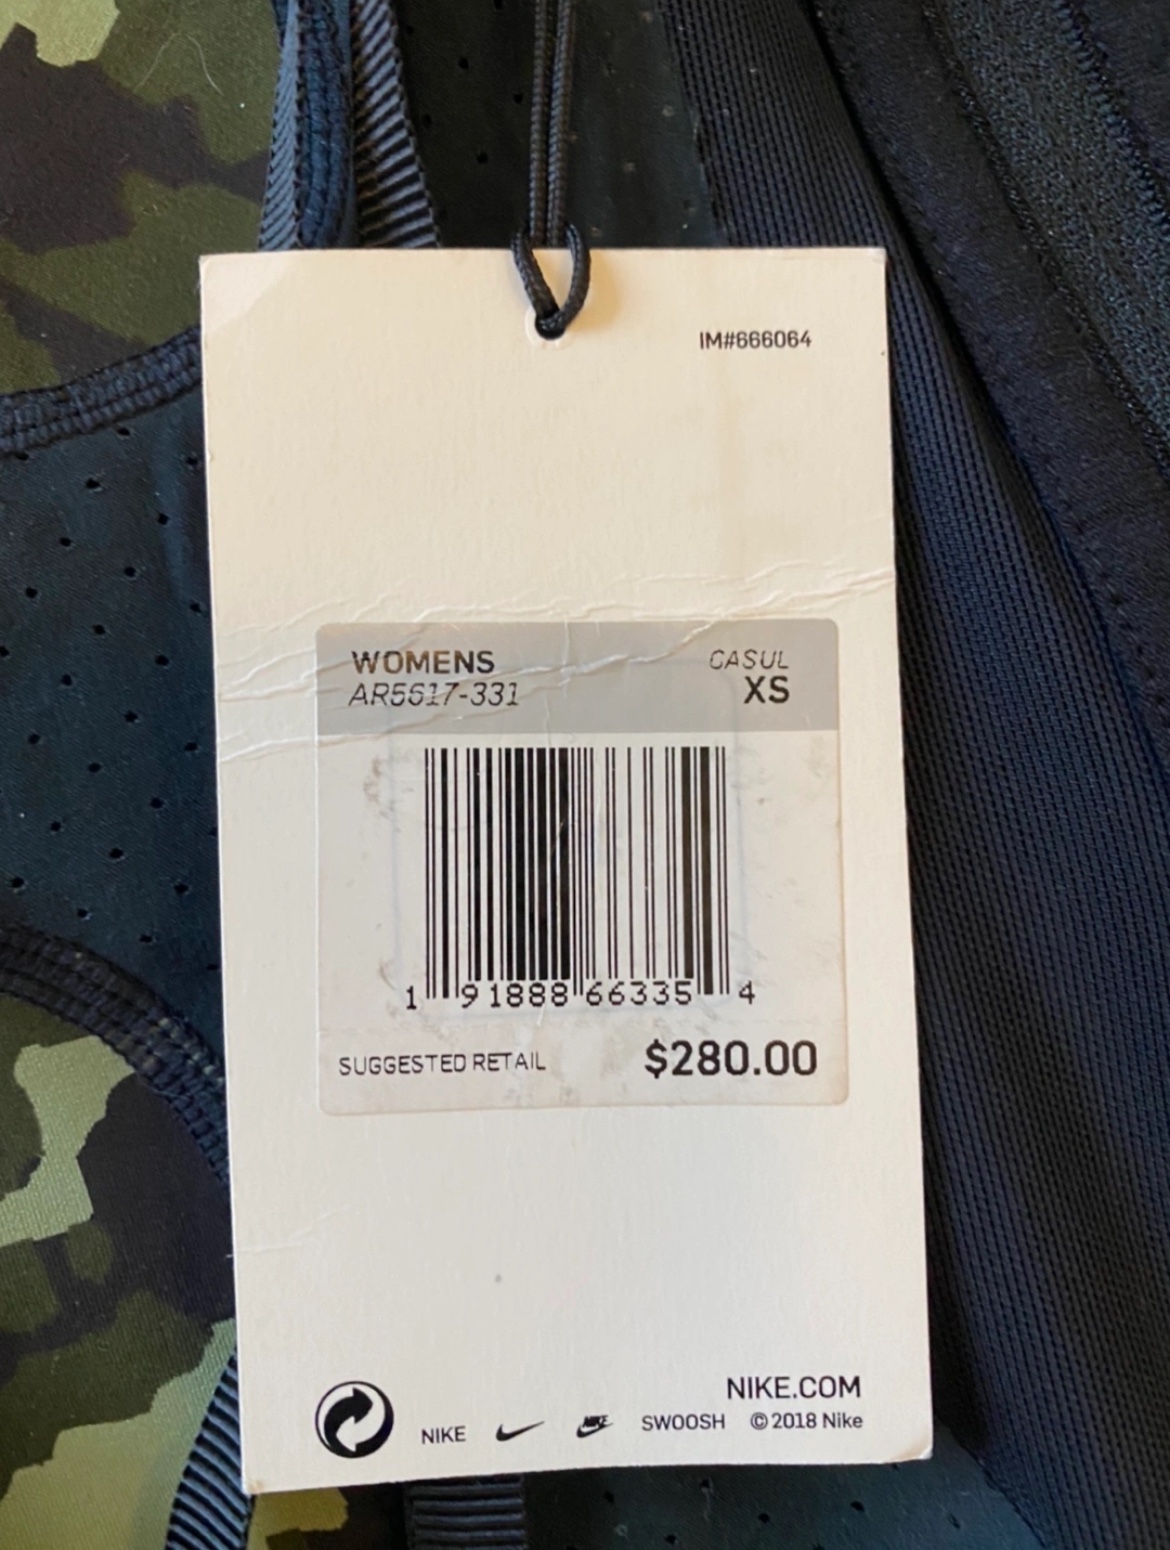 IM#666064
WOMENS CASUL
AR5617-331 XS
1 91888 66335 4
SUGGESTED RETAIL $280.00
NIKE.COM
NIKE NIKE SWOOSH ©2018 Nike